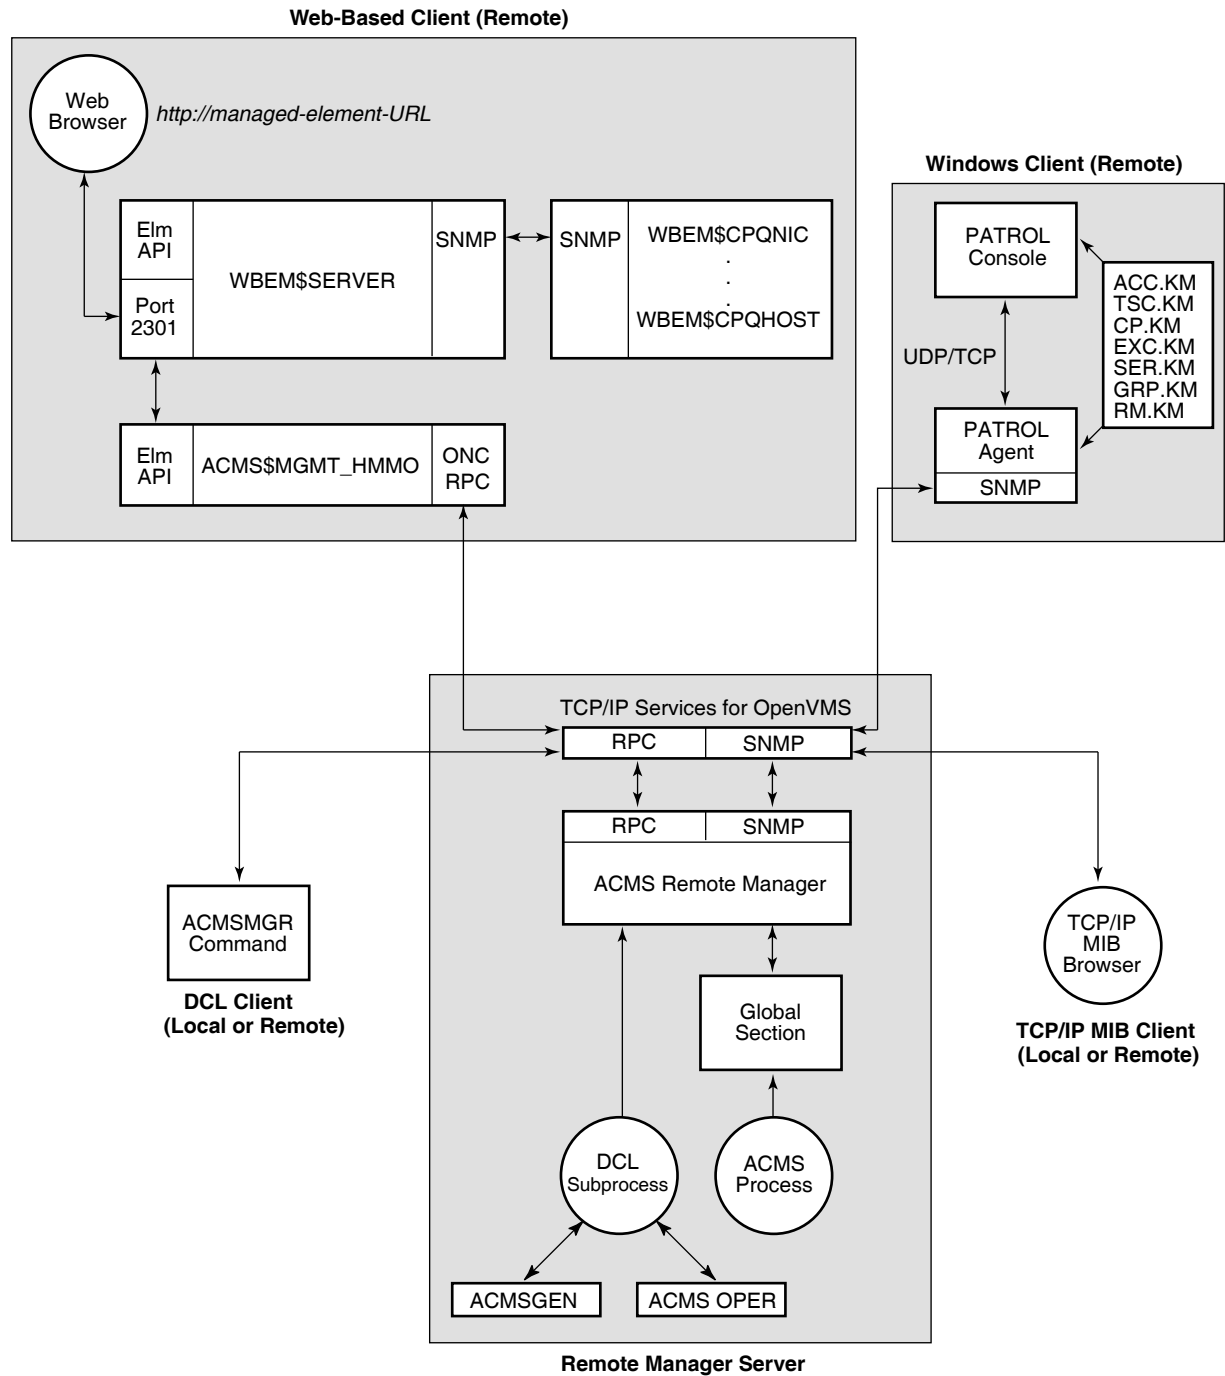 Web-Based Client (Remote)
Web
Browser
http://managed-element-URL
Elm
API
Port
2301
WBEM$SERVER
SNMP
SNMP
WBEM$CPQNIC
.
.
.
WBEM$CPQHOST
Elm
API
ACMS$MGMT_HMMO
ONC
RPC
Windows Client (Remote)
PATROL
Console
UDP/TCP
ACC.KM
TSC.KM
CP.KM
EXC.KM
SER.KM
GRP.KM
RM.KM
PATROL
Agent
SNMP
TCP/IP Services for OpenVMS
RPC
SNMP
RPC
SNMP
ACMS Remote Manager
ACMSMGR
Command
DCL Client
(Local or Remote)
TCP/IP
MIB
Browser
TCP/IP MIB Client
(Local or Remote)
Global
Section
DCL
Subprocess
ACMS
Process
ACMSGEN
ACMS OPER
Remote Manager Server